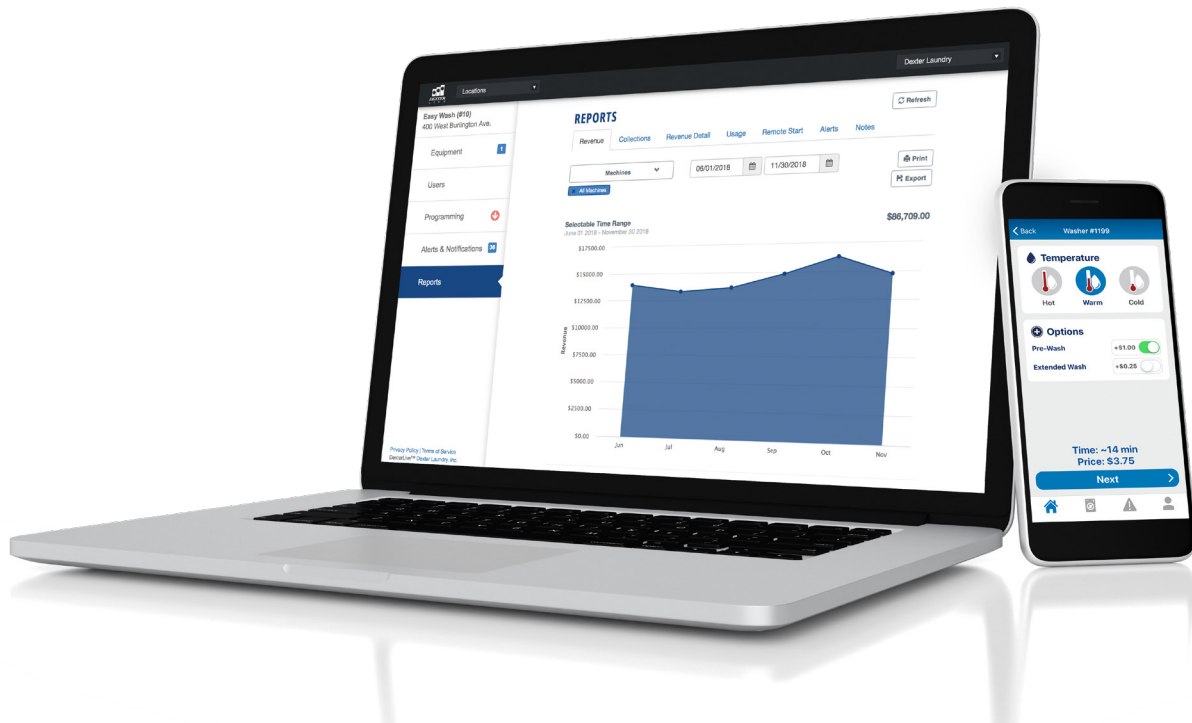 DEXTER
LIVE
Locations
Dexter Laundry
Easy Wash (#10)
400 West Burlington Ave.
Equipment 1
Users
Programming
Alerts & Notifications
Reports
Privacy Policy | Terms of Service
DexterLive™ Dexter Laundry, Inc.
REPORTS
Refresh
Revenue Collections Revenue Detail Usage Remote Start Alerts Notes
Machines 06/01/2018 11/30/2018
Print
Export
All Machines
$86,709.00
Selectable Time Range
June 01 2018 - November 30 2018
Revenue
$17500.00
$15000.00
$12500.00
$10000.00
$7500.00
$5000.00
$2500.00
$0.00
Jun Jul Aug Sep Oct Nov
Back Washer #1199
Temperature
Hot Warm Cold
Options
Pre-Wash +$1.00
Extended Wash +$0.25
Time: ~14 min
Price: $3.75
Next